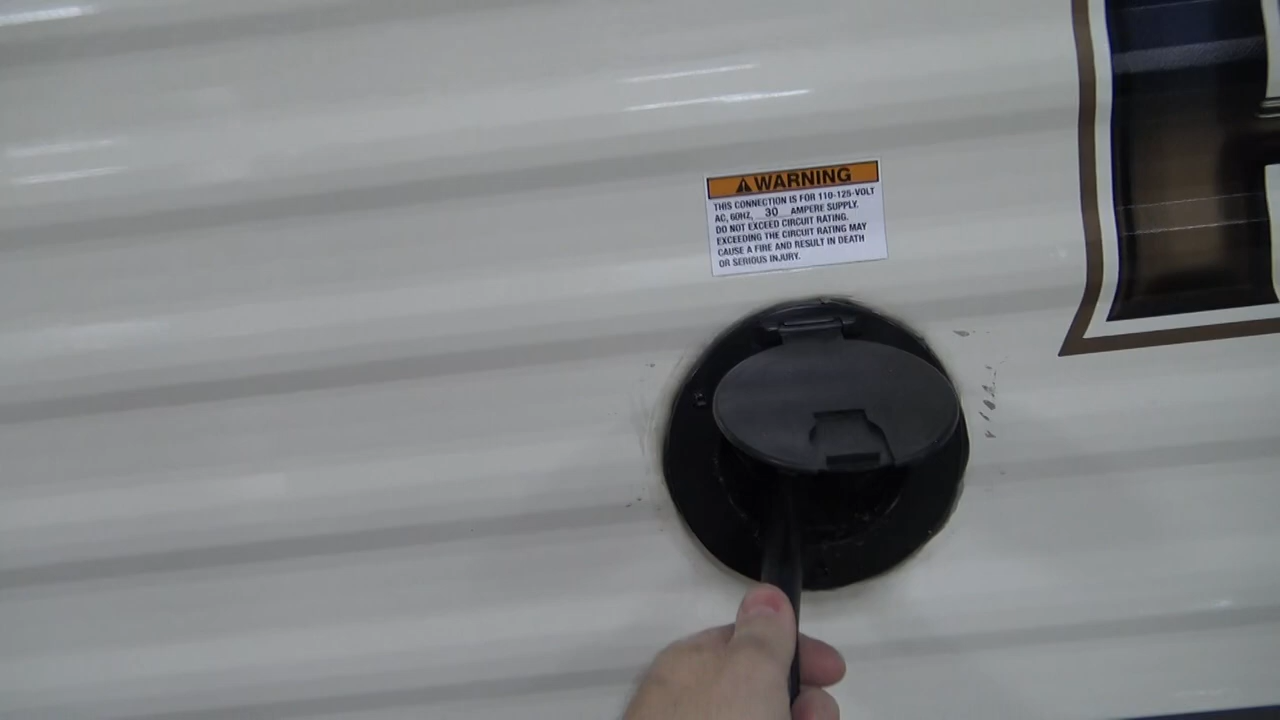 WARNING
THIS CONNECTION IS FOR 110-125-VOLT
AC, 60HZ, 30 AMPERE SUPPLY.
DO NOT EXCEED CIRCUIT RATING.
EXCEEDING THE CIRCUIT RATING MAY
CAUSE A FIRE AND RESULT IN DEATH
OR SERIOUS INJURY.